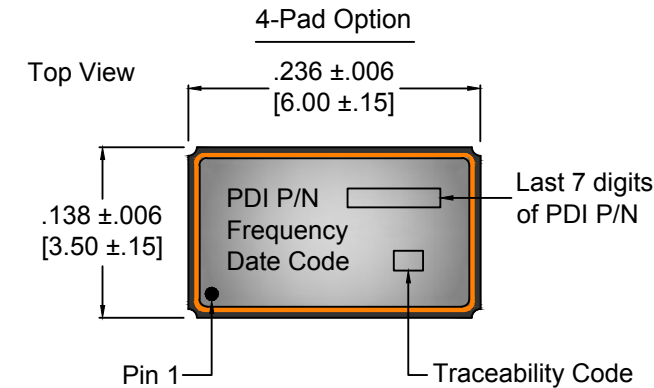 4-Pad Option
Top View
.236 ±.006
[6.00 ±.15]
.138 ±.006
[3.50 ±.15]
PDI P/N
Frequency
Date Code
Last 7 digits
of PDI P/N
Pin 1
Traceability Code